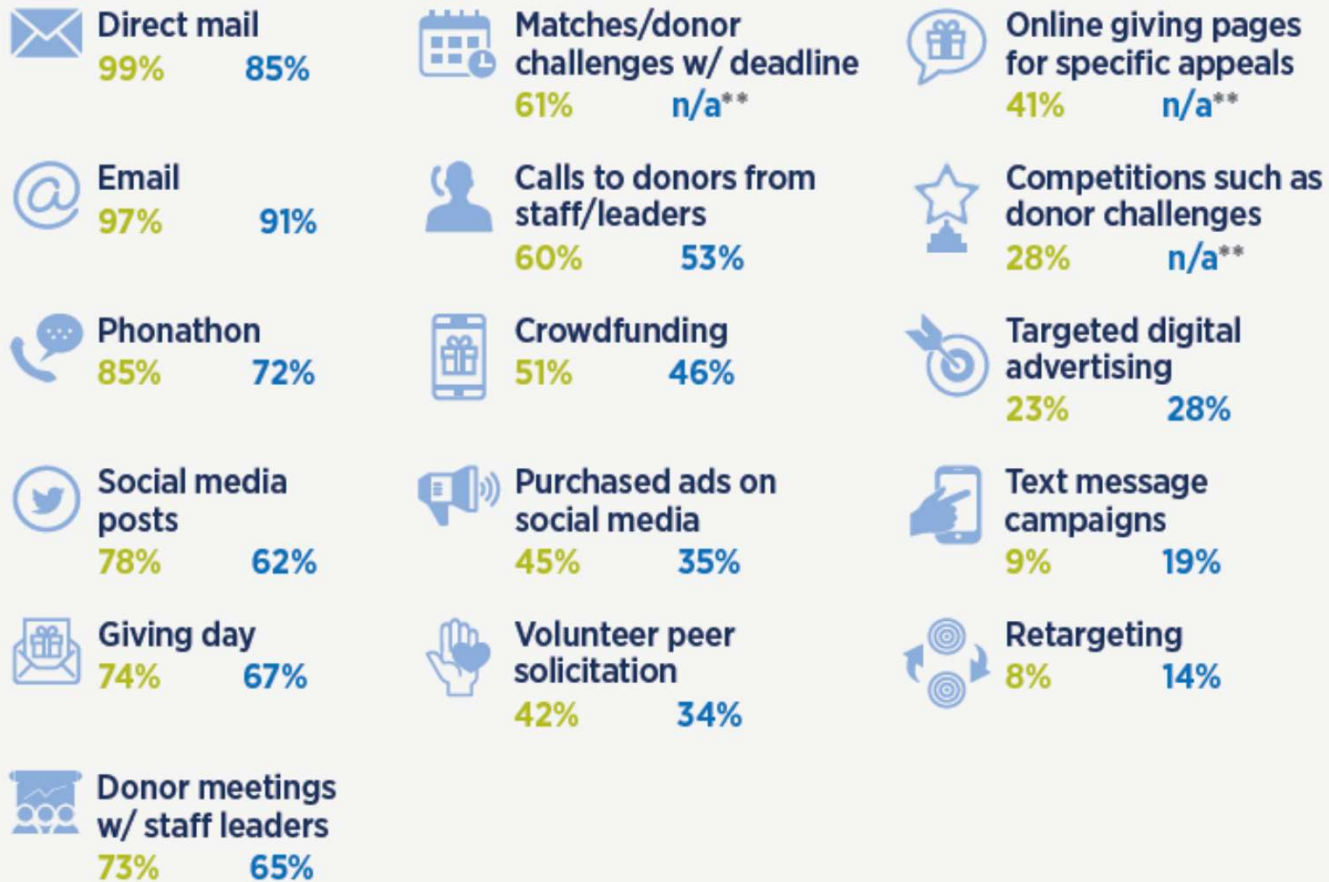 Direct mail
99% 85%
Email
97% 91%
Phonathon
85% 72%
Social media
posts
78% 62%
Giving day
74% 67%
Donor meetings
w/ staff leaders
73% 65%
Matches/donor
challenges w/ deadline
61% n/a**
Calls to donors from
staff/leaders
60% 53%
Crowdfunding
51% 46%
Purchased ads on
social media
45% 35%
Volunteer peer
solicitation
42% 34%
Online giving pages
for specific appeals
41% n/a**
Competitions such as
donor challenges
28% n/a**
Targeted digital
advertising
23% 28%
Text message
campaigns
9% 19%
Retargeting
8% 14%